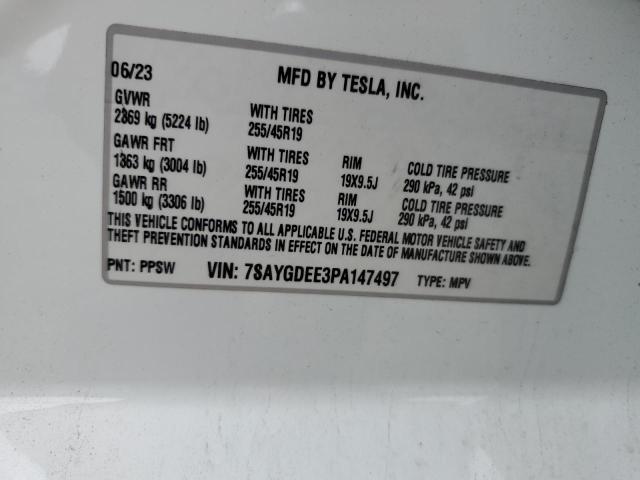 06/23 MFD BY TESLA, INC.
GVWR
2369 kg (5224 lb) WITH TIRES 255/45R19
GAWR FRT
1363 kg (3004 lb) WITH TIRES 255/45R19 RIM 19X9.5J COLD TIRE PRESSURE 290 kPa, 42 psi
GAWR RR
1500 kg (3306 lb) WITH TIRES 255/45R19 RIM 19X9.5J COLD TIRE PRESSURE 290 kPa, 42 psi
THIS VEHICLE CONFORMS TO ALL APPLICABLE U.S. FEDERAL MOTOR VEHICLE SAFETY AND
THEFT PREVENTION STANDARDS IN EFFECT ON THE DATE OF MANUFACTURE SHOWN ABOVE.
PNT: PPSW VIN: 7SAYGDEE3PA147497 TYPE: MPV